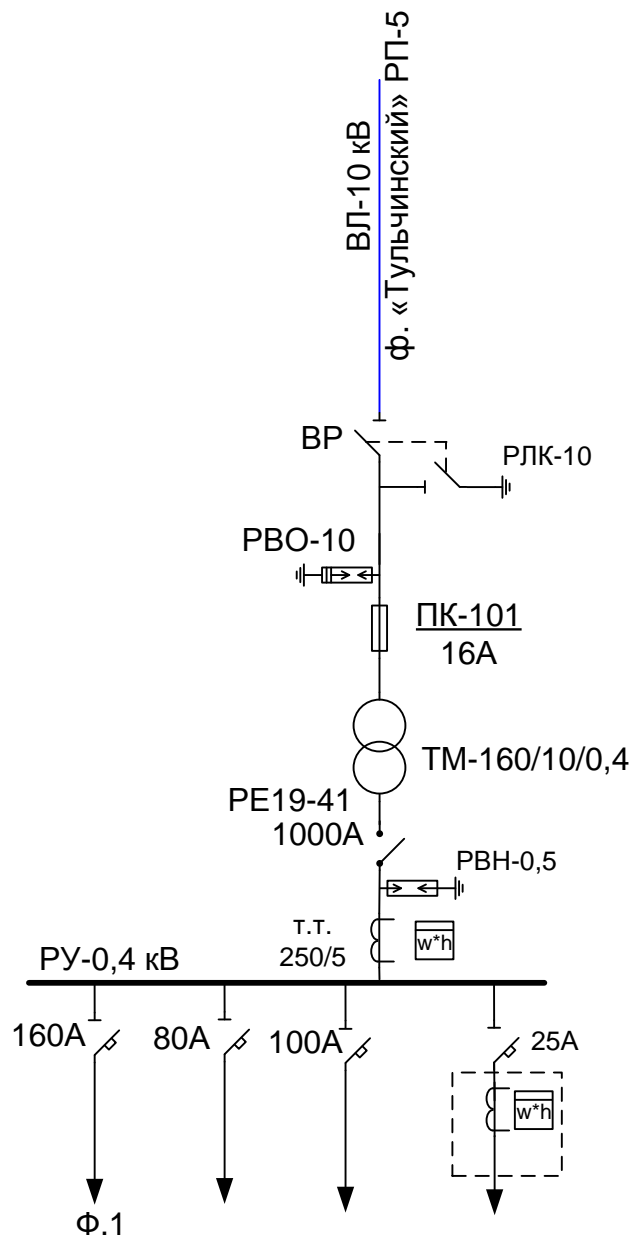 ВЛ-10 кВ
ф. «Тульчинский» РП-5
ВР
РЛК-10
РВО-10
ПК-101
16А
ТМ-160/10/0,4
РЕ19-41
1000А
РВН-0,5
т.т.
250/5
w*h
РУ-0,4 кВ
160А
80А
100А
25А
w*h
Ф.1